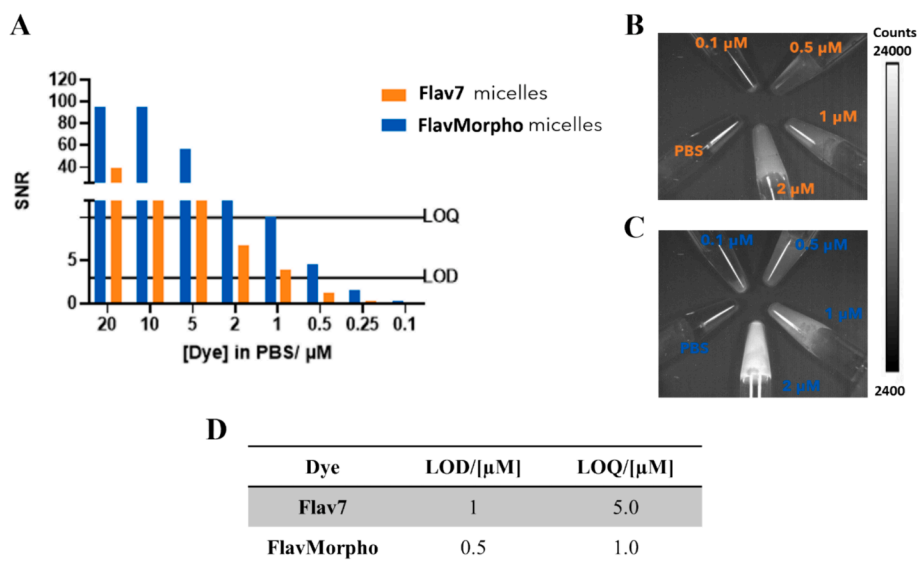 A
120
100
80
60
40
5
0
SNR
Flav7 micelles
FlavMorpho micelles
LOQ
LOD
20 10 5 2 1 0.5 0.25 0.1
[Dye] in PBS/ µM
B
0.1 µM
0.5 µM
1 µM
PBS
2 µM
C
0.1 µM
0.5 µM
1 µM
PBS
2 µM
Counts
24000
2400
D
Dye LOD/[µM] LOQ/[µM]
Flav7 1 5.0
FlavMorpho 0.5 1.0